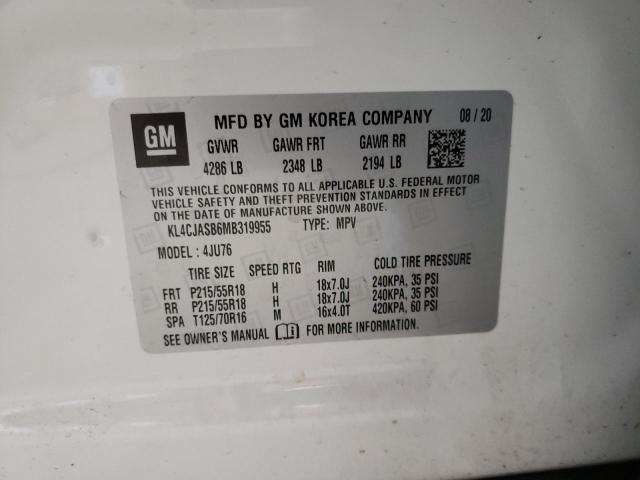 GM
MFD BY GM KOREA COMPANY 08 / 20
GVWR GAWR FRT GAWR RR
4286 LB 2348 LB 2194 LB
THIS VEHICLE CONFORMS TO ALL APPLICABLE U.S. FEDERAL MOTOR
VEHICLE SAFETY AND THEFT PREVENTION STANDARDS IN EFFECT
ON THE DATE OF MANUFACTURE SHOWN ABOVE.
KL4CJASB6MB319955 TYPE: MPV
MODEL : 4JU76
TIRE SIZE SPEED RTG RIM COLD TIRE PRESSURE
FRT P215/55R18 H 18x7.0J 240KPA, 35 PSI
RR P215/55R18 H 18x7.0J 240KPA, 35 PSI
SPA T125/70R16 M 16x4.0T 420KPA, 60 PSI
SEE OWNER'S MANUAL FOR MORE INFORMATION.